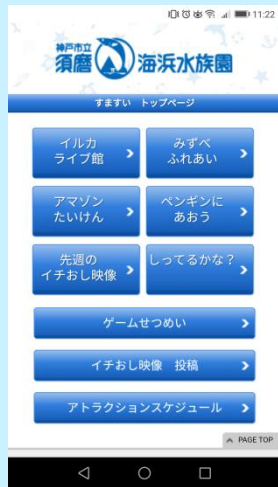 11:22
神戸市立
須磨海浜水族園
すますい トップページ
イルカ
ライブ館
みずべ
ふれあい
アマゾン
たいけん
ペンギンに
あおう
先週の
イチおし映像
しってるかな？
ゲームせつめい
イチおし映像 投稿
アトラクションスケジュール
PAGE TOP